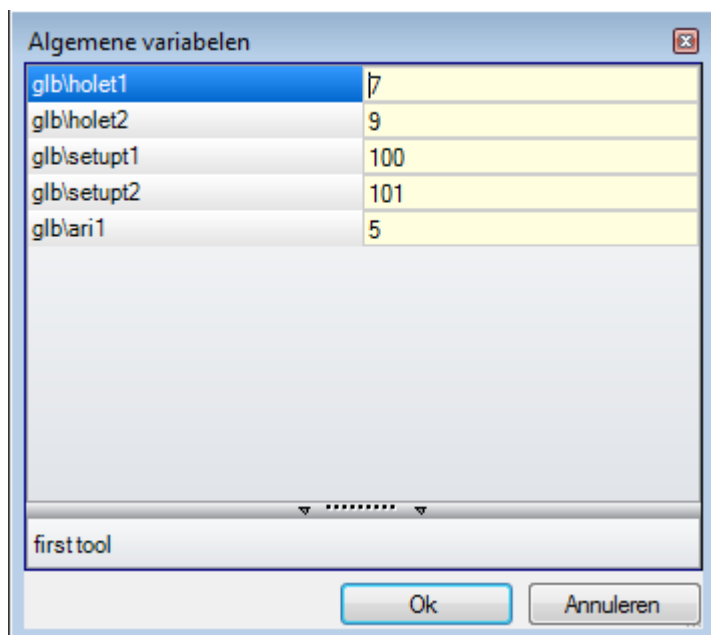 Algemene variabelen
glb\holet1 7
glb\holet2 9
glb\setupt1 100
glb\setupt2 101
glb\ari1 5
first tool
Ok Annuleren